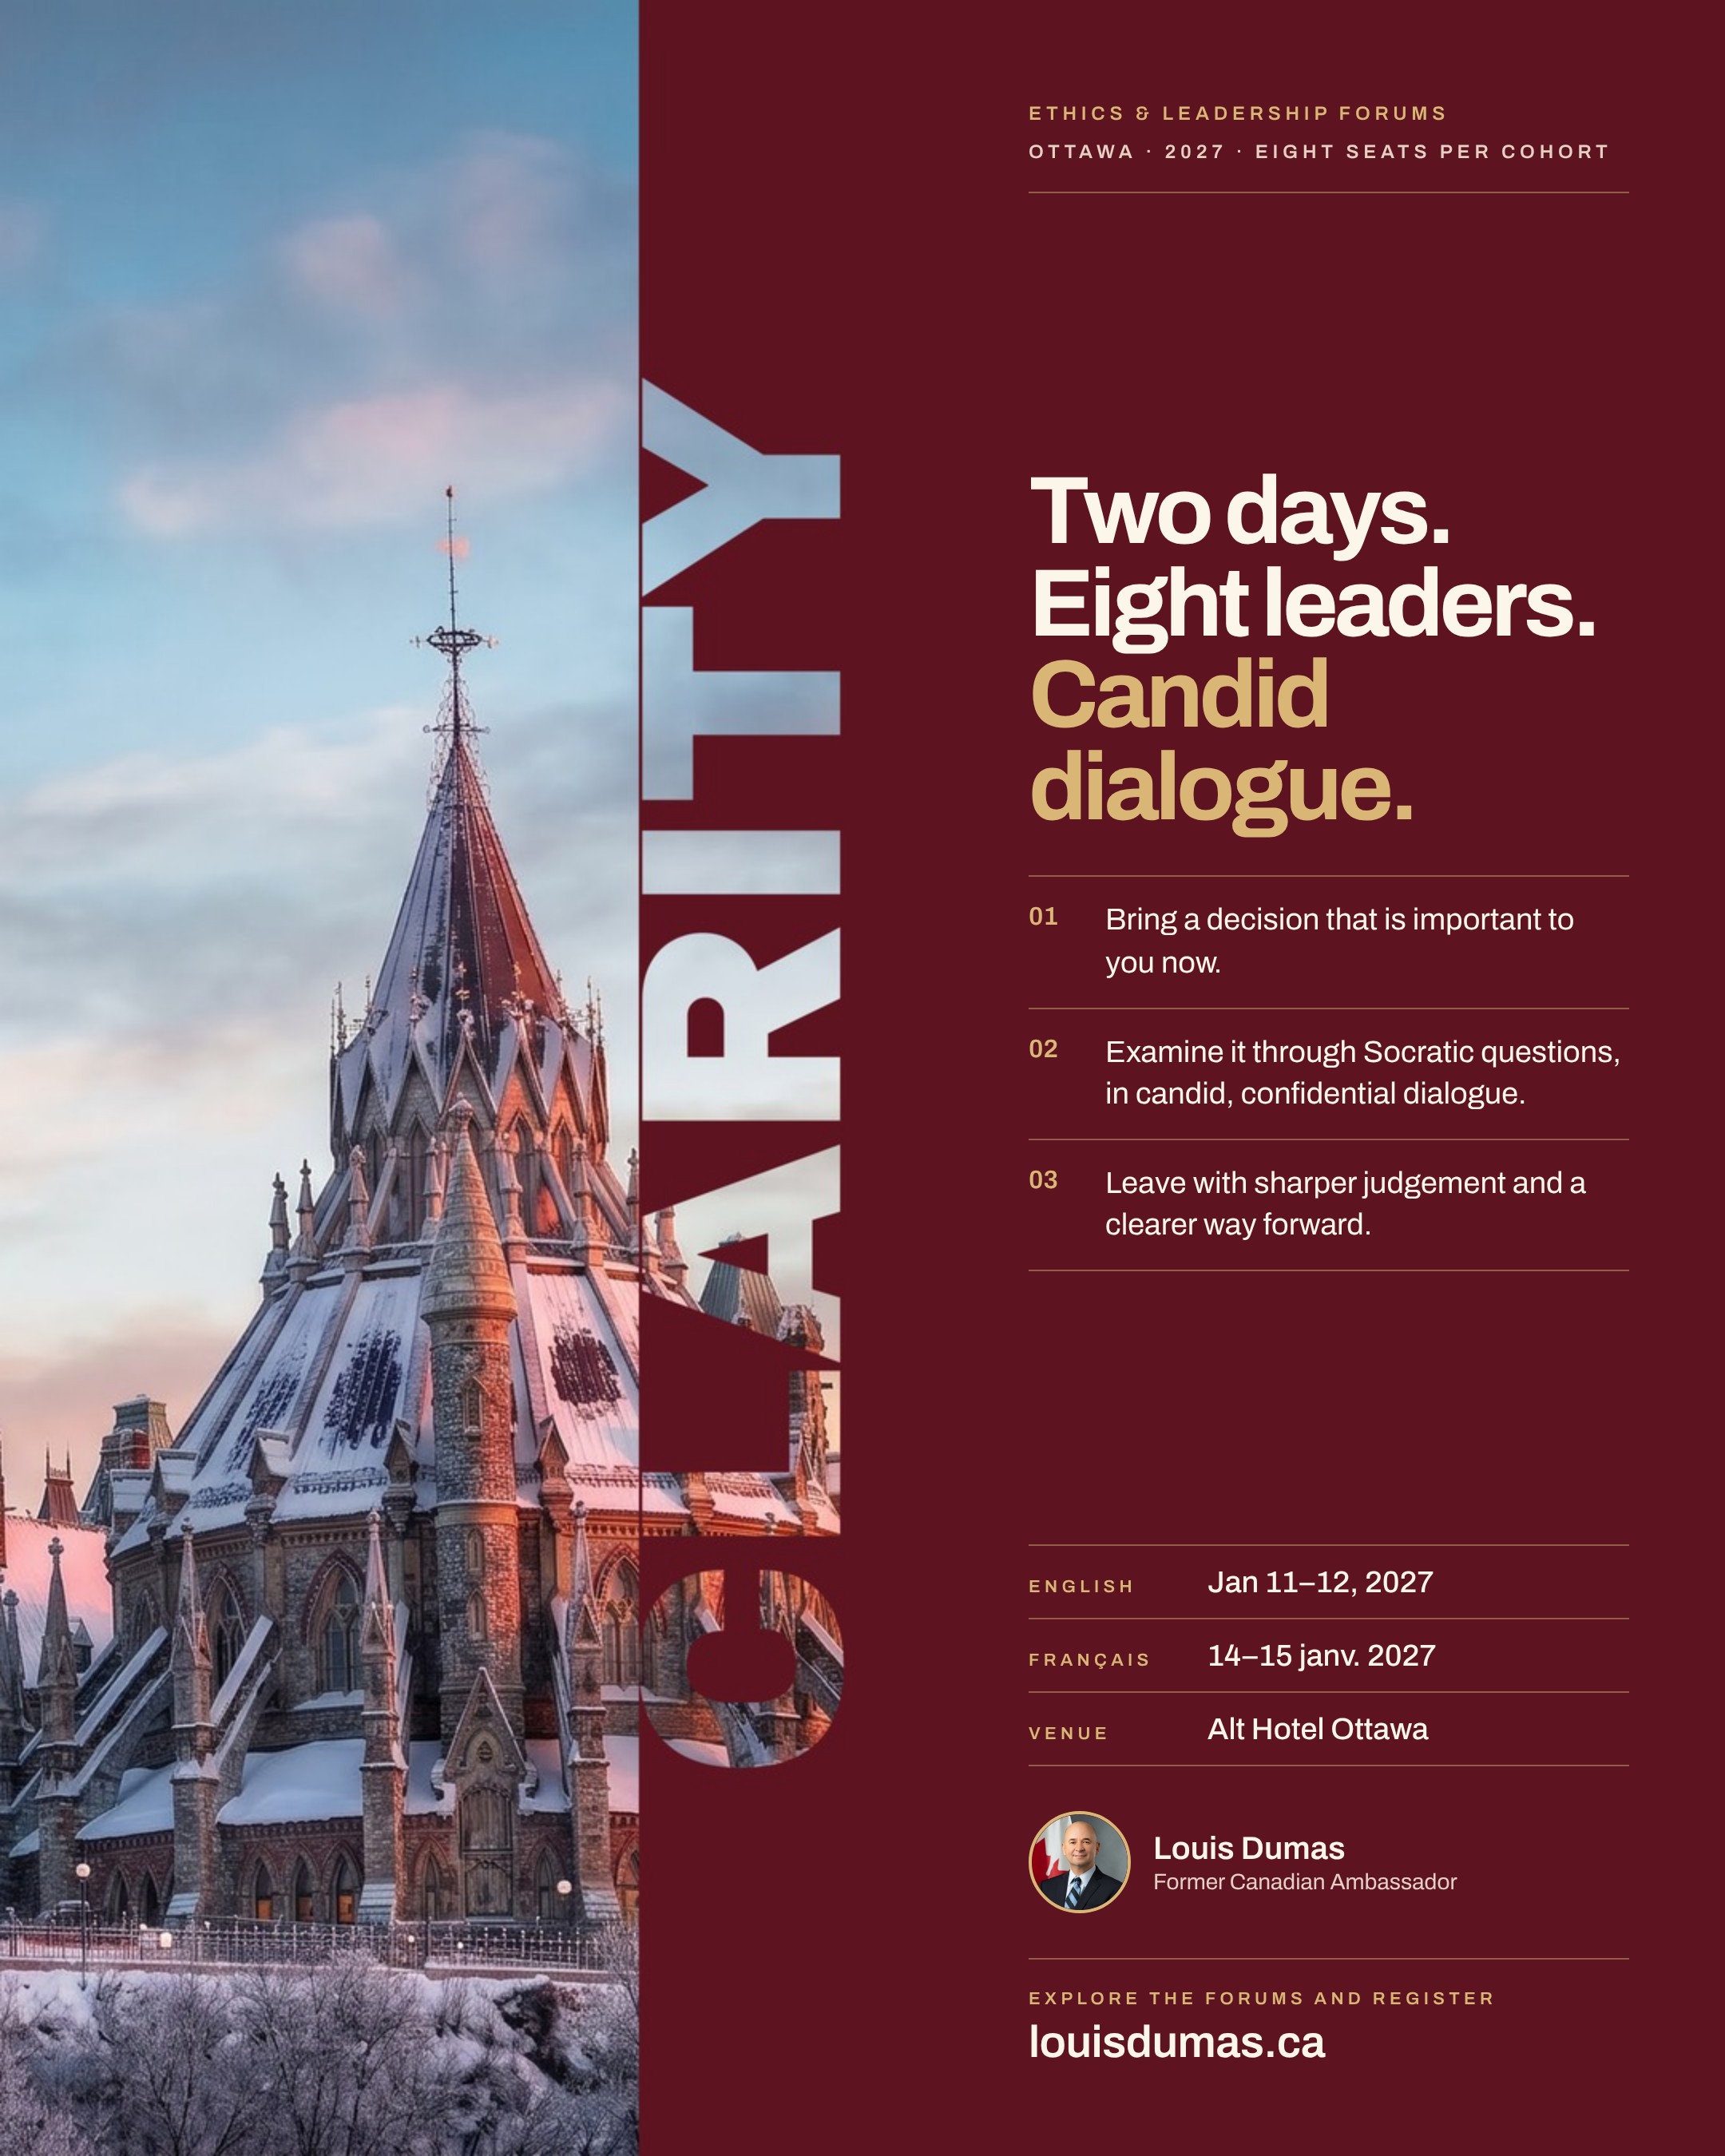 ETHICS & LEADERSHIP FORUMS
OTTAWA · 2027 · EIGHT SEATS PER COHORT
CLARITY
Two days.
Eight leaders.
Candid
dialogue.
01 Bring a decision that is important to
you now.
02 Examine it through Socratic questions,
in candid, confidential dialogue.
03 Leave with sharper judgement and a
clearer way forward.
ENGLISH Jan 11–12, 2027
FRANÇAIS 14–15 janv. 2027
VENUE Alt Hotel Ottawa
Louis Dumas
Former Canadian Ambassador
EXPLORE THE FORUMS AND REGISTER
louisdumas.ca